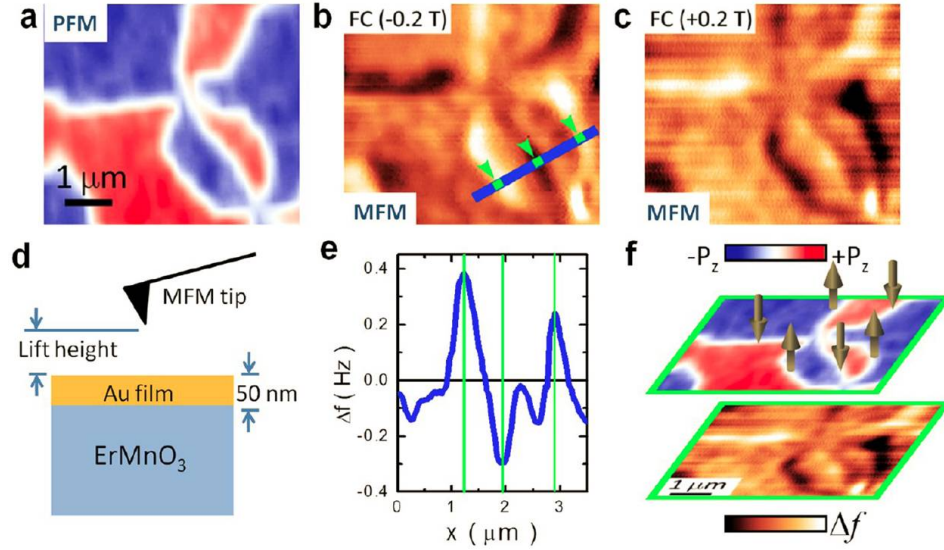 a
PFM
1 μm
b
FC (-0.2 T)
MFM
c
FC (+0.2 T)
MFM
d
MFM tip
Lift height
Au film
50 nm
ErMnO₃
e
Δf ( Hz )
0.4
0.2
0.0
-0.2
-0.4
0
1
2
3
x ( μm )
f
-P_z
+P_z
1 μm
Δf